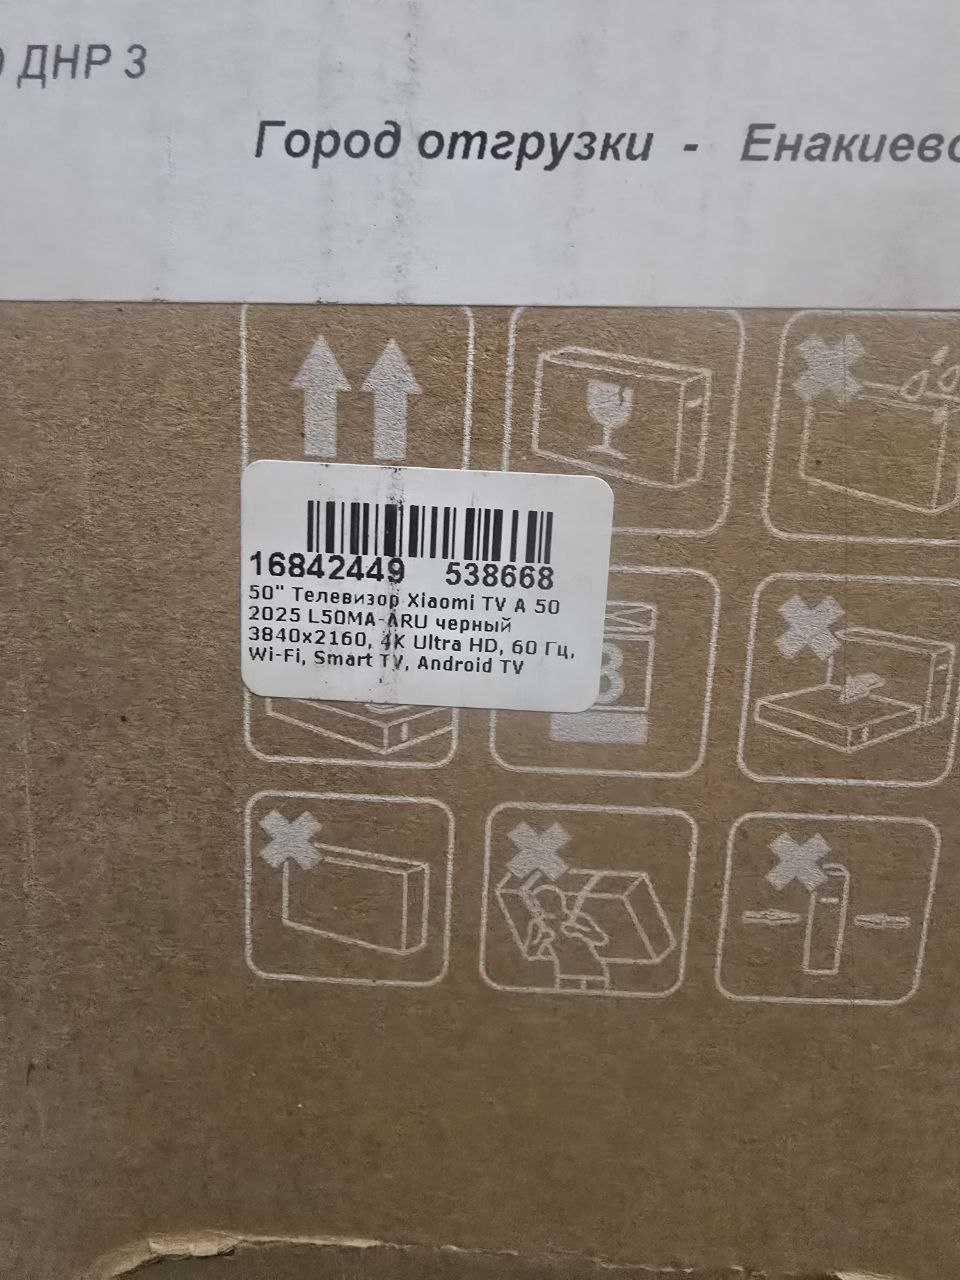 ДНР 3
Город отгрузки - Енакиево
16842449 538668
50" Телевизор Xiaomi TV A 50
2025 L50MA-ARU черный
3840x2160, 4K Ultra HD, 60 Гц,
Wi-Fi, Smart TV, Android TV
8